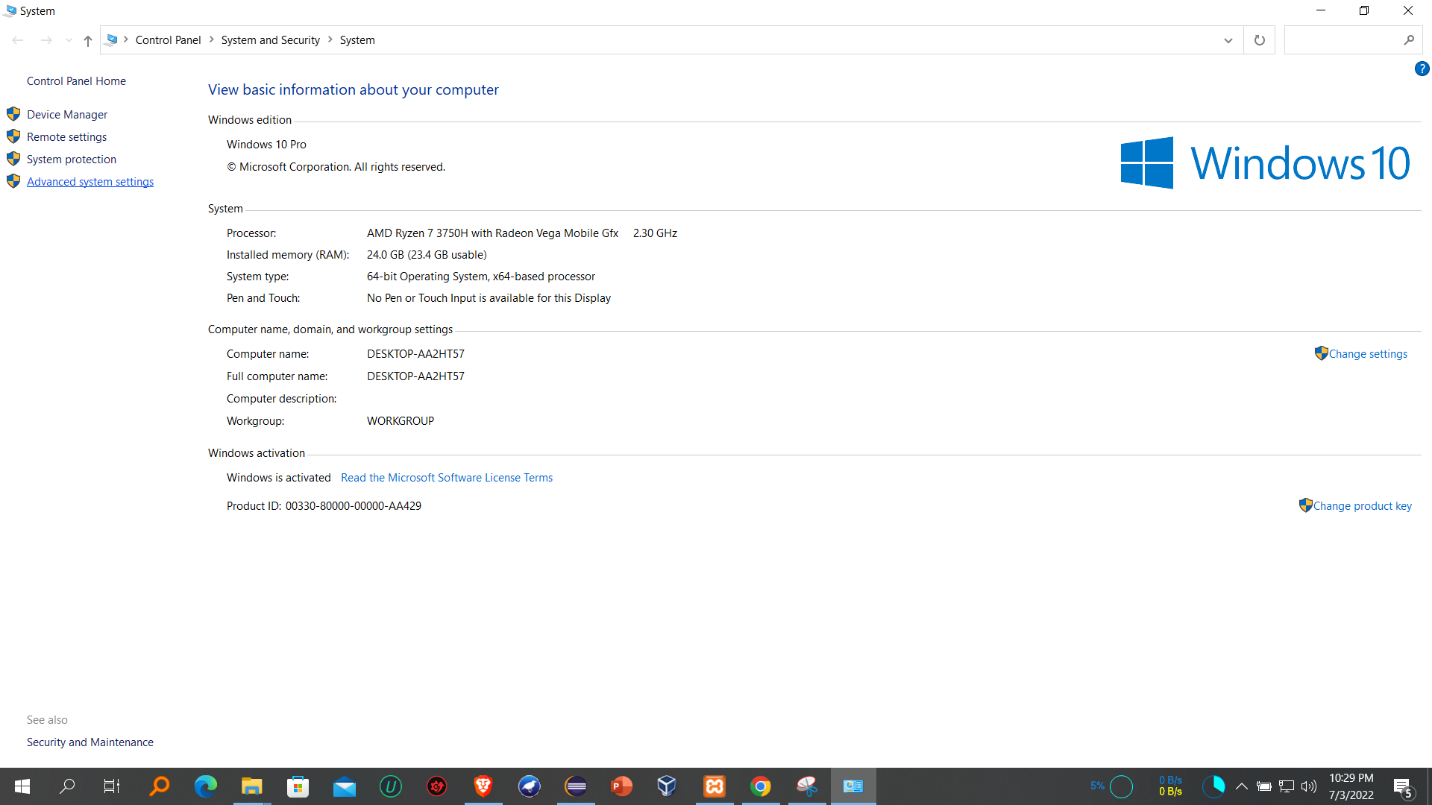 System
Control Panel > System and Security > System
Control Panel Home
Device Manager
Remote settings
System protection
Advanced system settings
View basic information about your computer
Windows edition
Windows 10 Pro
© Microsoft Corporation. All rights reserved.
Windows 10
System
Processor: AMD Ryzen 7 3750H with Radeon Vega Mobile Gfx 2.30 GHz
Installed memory (RAM): 24.0 GB (23.4 GB usable)
System type: 64-bit Operating System, x64-based processor
Pen and Touch: No Pen or Touch Input is available for this Display
Computer name, domain, and workgroup settings
Computer name: DESKTOP-AA2HT57 Change settings
Full computer name: DESKTOP-AA2HT57
Computer description:
Workgroup: WORKGROUP
Windows activation
Windows is activated Read the Microsoft Software License Terms
Product ID: 00330-80000-00000-AA429 Change product key
See also
Security and Maintenance
5%
0 B/s
0 B/s
10:29 PM
7/3/2022
5